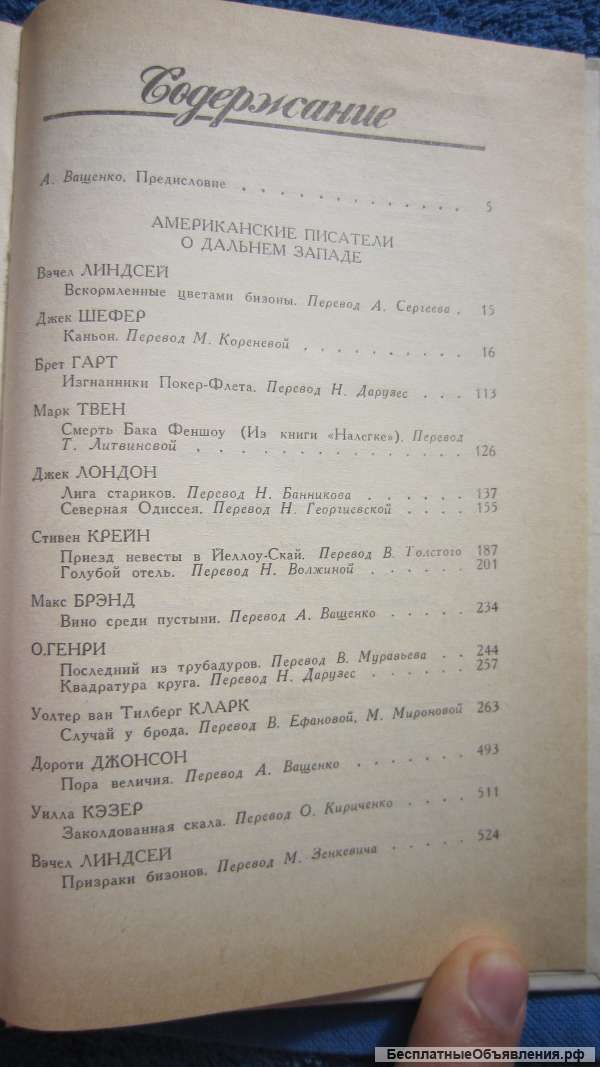 Содержание
А. Ващенко. Предисловие . . . . . . . . . . . . . 5
АМЕРИКАНСКИЕ ПИСАТЕЛИ
О ДАЛЬНЕМ ЗАПАДЕ
Вэчел ЛИНДСЕЙ
Вскормленные цветами бизоны. Перевод А. Сергеева . 15
Джек ШЕФЕР
Каньон. Перевод М. Кореневой . . . . . . . . . . 16
Брет ГАРТ
Изгнанники Покер-Флета. Перевод Н. Дарузес . . . 113
Марк ТВЕН
Смерть Бака Феншоу (Из книги «Налегке»). Перевод
Т. Литвинсвой . . . . . . . . . . . . . . . 126
Джек ЛОНДОН
Лига стариков. Перевод Н. Банникова . . . . . . 137
Северная Одиссея. Перевод Н. Георгиевской . . . . 155
Стивен КРЕЙН
Приезд невесты в Йеллоу-Скай. Перевод В. Толстого 187
Голубой отель. Перевод Н. Волжиной . . . . . . 201
Макс БРЭНД
Вино среди пустыни. Перевод А. Ващенко . . . . . 234
О.ГЕНРИ
Последний из трубадуров. Перевод В. Муравьева . . 244
Квадратура круга. Перевод Н. Дарузес . . . . . 257
Уолтер ван Тилберг КЛАРК
Случай у брода. Перевод В. Ефановой, М. Мироновой 263
Дороти ДЖОНСОН
Пора величия. Перевод А. Ващенко . . . . . . . 493
Уилла КЭЗЕР
Заколдованная скала. Перевод О. Кириченко . . . . 511
Вэчел ЛИНДСЕЙ
Призраки бизонов. Перевод М. Зенкевича . . . . . 524
БесплатныеОбъявления.рф